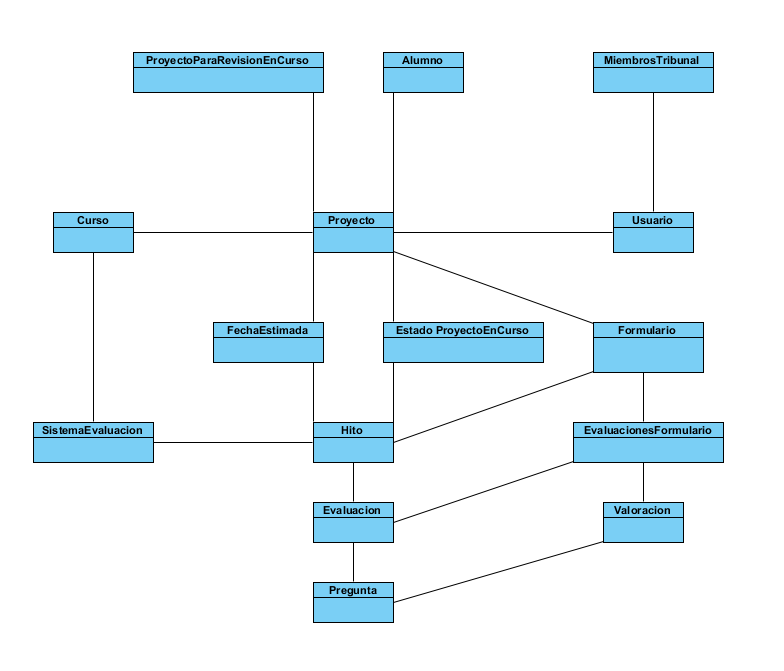 ProyectoParaRevisionEnCurso
Alumno
MiembrosTribunal
Curso
Proyecto
Usuario
FechaEstimada
Estado ProyectoEnCurso
Formulario
SistemaEvaluacion
Hito
EvaluacionesFormulario
Evaluacion
Valoracion
Pregunta